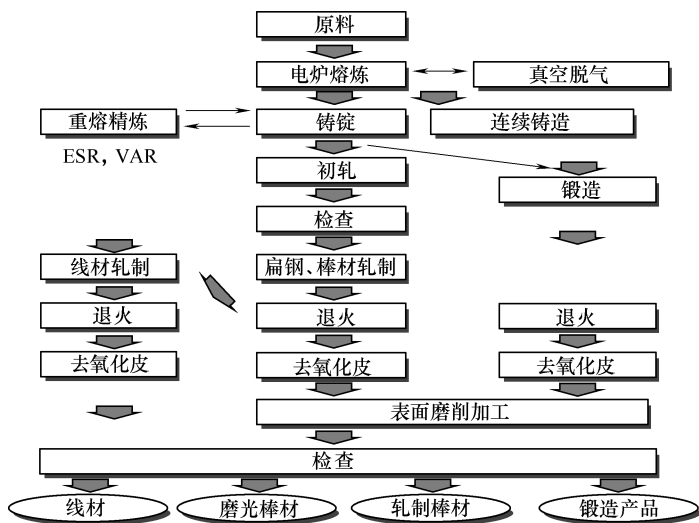 原料
电炉熔炼
真空脱气
重熔精炼
铸锭
连续铸造
ESR, VAR
初轧
锻造
检查
线材轧制
扁钢、棒材轧制
退火
退火
退火
去氧化皮
去氧化皮
去氧化皮
表面磨削加工
检查
线材
磨光棒材
轧制棒材
锻造产品